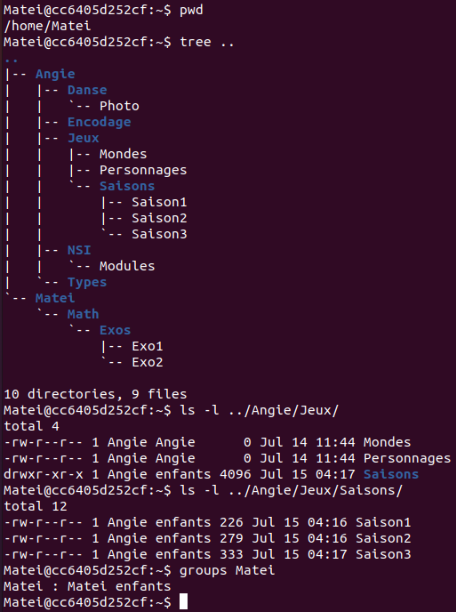 Matei@cc6405d252cf:~$ pwd
/home/Matei
Matei@cc6405d252cf:~$ tree ..
..
|-- Angie
|   |-- Danse
|   |   `-- Photo
|   |-- Encodage
|   |-- Jeux
|   |   |-- Mondes
|   |   |-- Personnages
|   |   `-- Saisons
|   |       |-- Saison1
|   |       |-- Saison2
|   |       `-- Saison3
|   |-- NSI
|   |   `-- Modules
|   `-- Types
`-- Matei
    `-- Math
        `-- Exos
            |-- Exo1
            `-- Exo2

10 directories, 9 files
Matei@cc6405d252cf:~$ ls -l ../Angie/Jeux/
total 4
-rw-r--r-- 1 Angie Angie      0 Jul 14 11:44 Mondes
-rw-r--r-- 1 Angie Angie      0 Jul 14 11:44 Personnages
drwxr-xr-x 1 Angie enfants 4096 Jul 15 04:17 Saisons
Matei@cc6405d252cf:~$ ls -l ../Angie/Jeux/Saisons/
total 12
-rw-r--r-- 1 Angie enfants 226 Jul 15 04:16 Saison1
-rw-r--r-- 1 Angie enfants 279 Jul 15 04:16 Saison2
-rw-r--r-- 1 Angie enfants 333 Jul 15 04:17 Saison3
Matei@cc6405d252cf:~$ groups Matei
Matei : Matei enfants
Matei@cc6405d252cf:~$